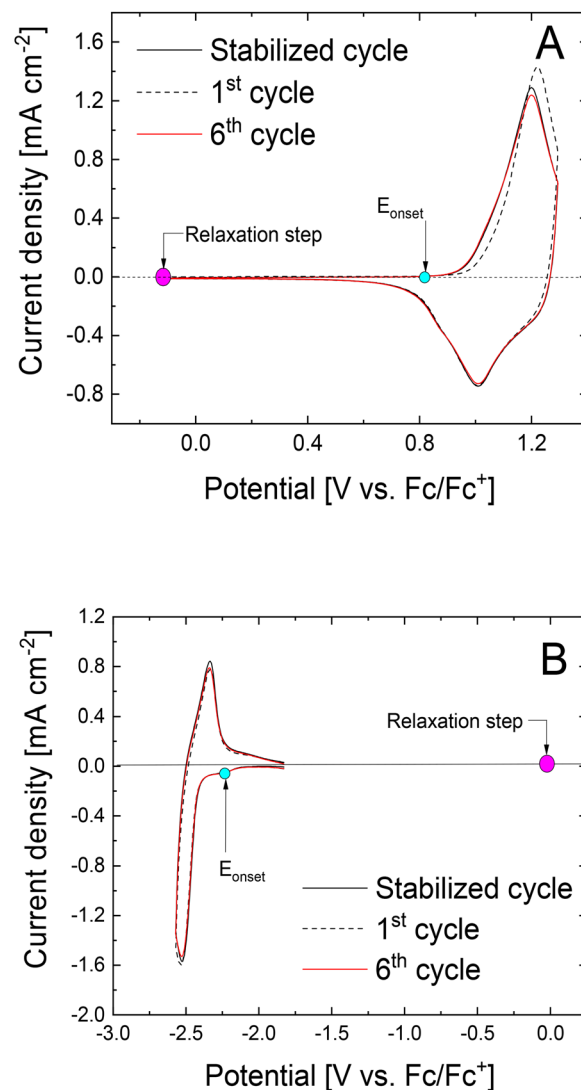 A
Stabilized cycle
1st cycle
6th cycle
Relaxation step
Eonset
Current density [mA cm-2]
1.6
1.2
0.8
0.4
0.0
-0.4
-0.8
0.0
0.4
0.8
1.2
Potential [V vs. Fc/Fc+]
B
Relaxation step
Eonset
Stabilized cycle
1st cycle
6th cycle
Current density [mA cm-2]
1.2
0.8
0.4
0.0
-0.4
-0.8
-1.2
-1.6
-2.0
-3.0
-2.5
-2.0
-1.5
-1.0
-0.5
0.0
Potential [V vs. Fc/Fc+]